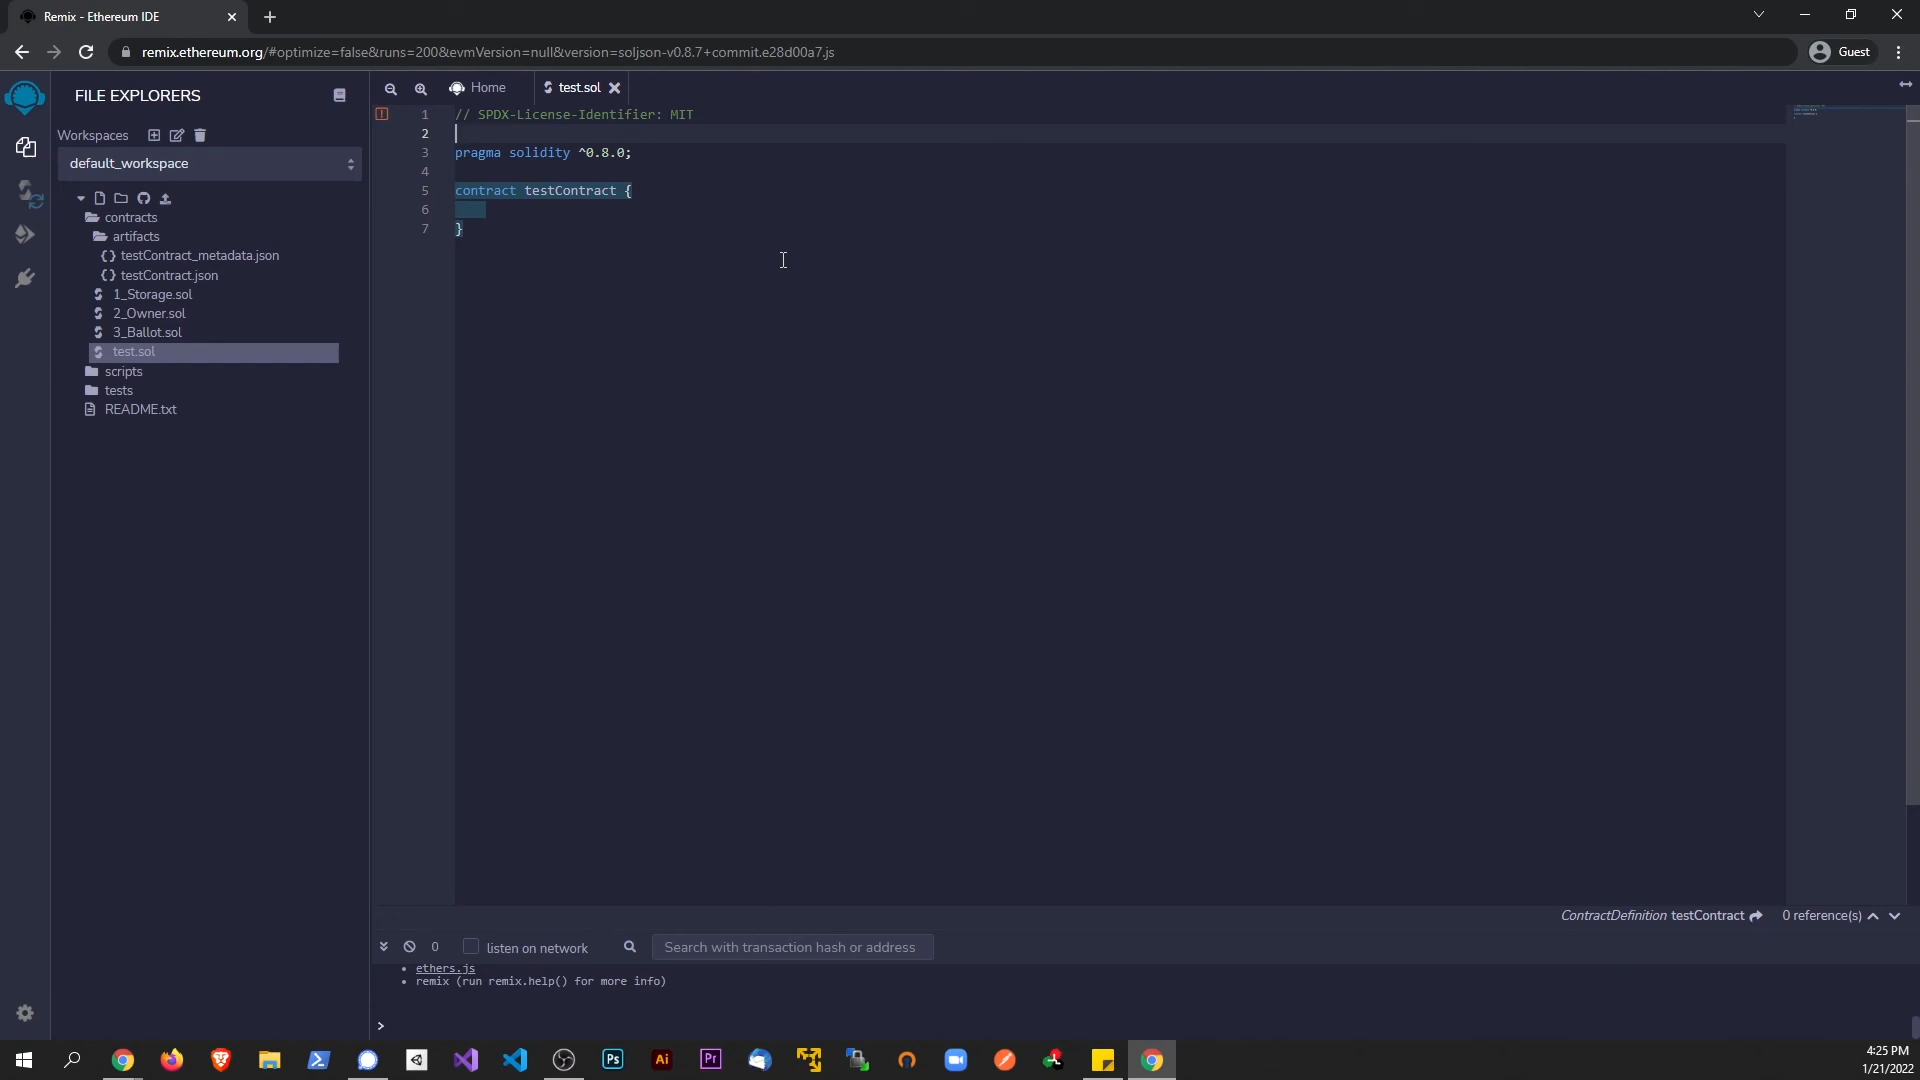 Remix - Ethereum IDE
remix.ethereum.org/#optimize=false&runs=200&evmVersion=null&version=soljson-v0.8.7+commit.e28d00a7.js
Guest
FILE EXPLORERS
Workspaces
default_workspace
contracts
artifacts
testContract_metadata.json
testContract.json
1_Storage.sol
2_Owner.sol
3_Ballot.sol
test.sol
scripts
tests
README.txt
Home
test.sol
1 // SPDX-License-Identifier: MIT
2
3 pragma solidity ^0.8.0;
4
5 contract testContract {
6
7 }
ContractDefinition testContract 0 reference(s)
0 listen on network Search with transaction hash or address
• ethers.js
• remix (run remix.help() for more info)
>
Ps
Ai
Pr
4:25 PM
1/21/2022